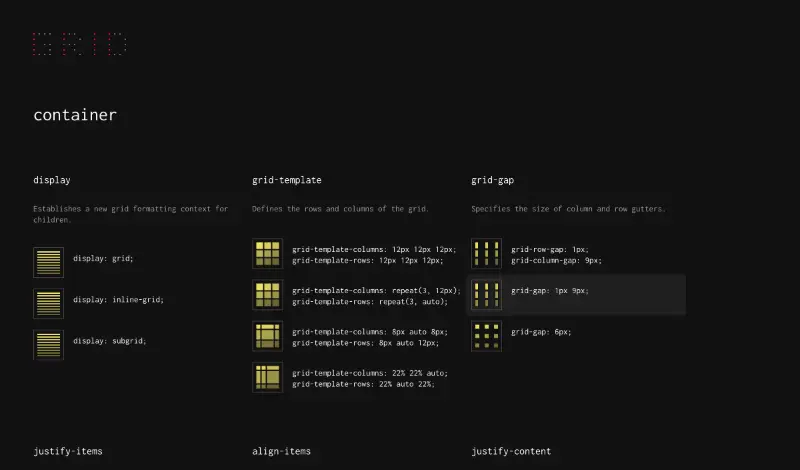 GRID
container
display
Establishes a new grid formatting context for
children.
display: grid;
display: inline-grid;
display: subgrid;
grid-template
Defines the rows and columns of the grid.
grid-template-columns: 12px 12px 12px;
grid-template-rows: 12px 12px 12px;
grid-template-columns: repeat(3, 12px);
grid-template-rows: repeat(3, auto);
grid-template-columns: 8px auto 8px;
grid-template-rows: 8px auto 12px;
grid-template-columns: 22% 22% auto;
grid-template-rows: 22% auto 22%;
grid-gap
Specifies the size of column and row gutters.
grid-row-gap: 1px;
grid-column-gap: 9px;
grid-gap: 1px 9px;
grid-gap: 6px;
justify-items
align-items
justify-content